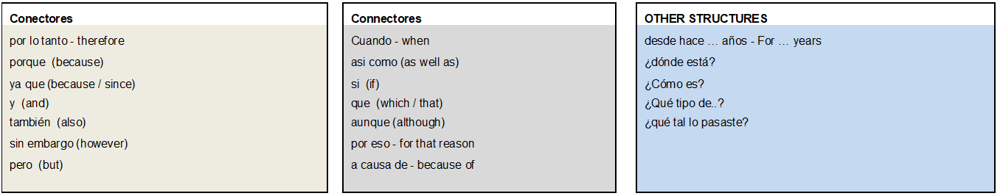 Conectores
por lo tanto - therefore
porque (because)
ya que (because / since)
y (and)
también (also)
sin embargo (however)
pero (but)
Connectores
Cuando - when
asi como (as well as)
si (if)
que (which / that)
aunque (although)
por eso - for that reason
a causa de - because of
OTHER STRUCTURES
desde hace … años - For … years
¿dónde está?
¿Cómo es?
¿Qué tipo de..?
¿qué tal lo pasaste?